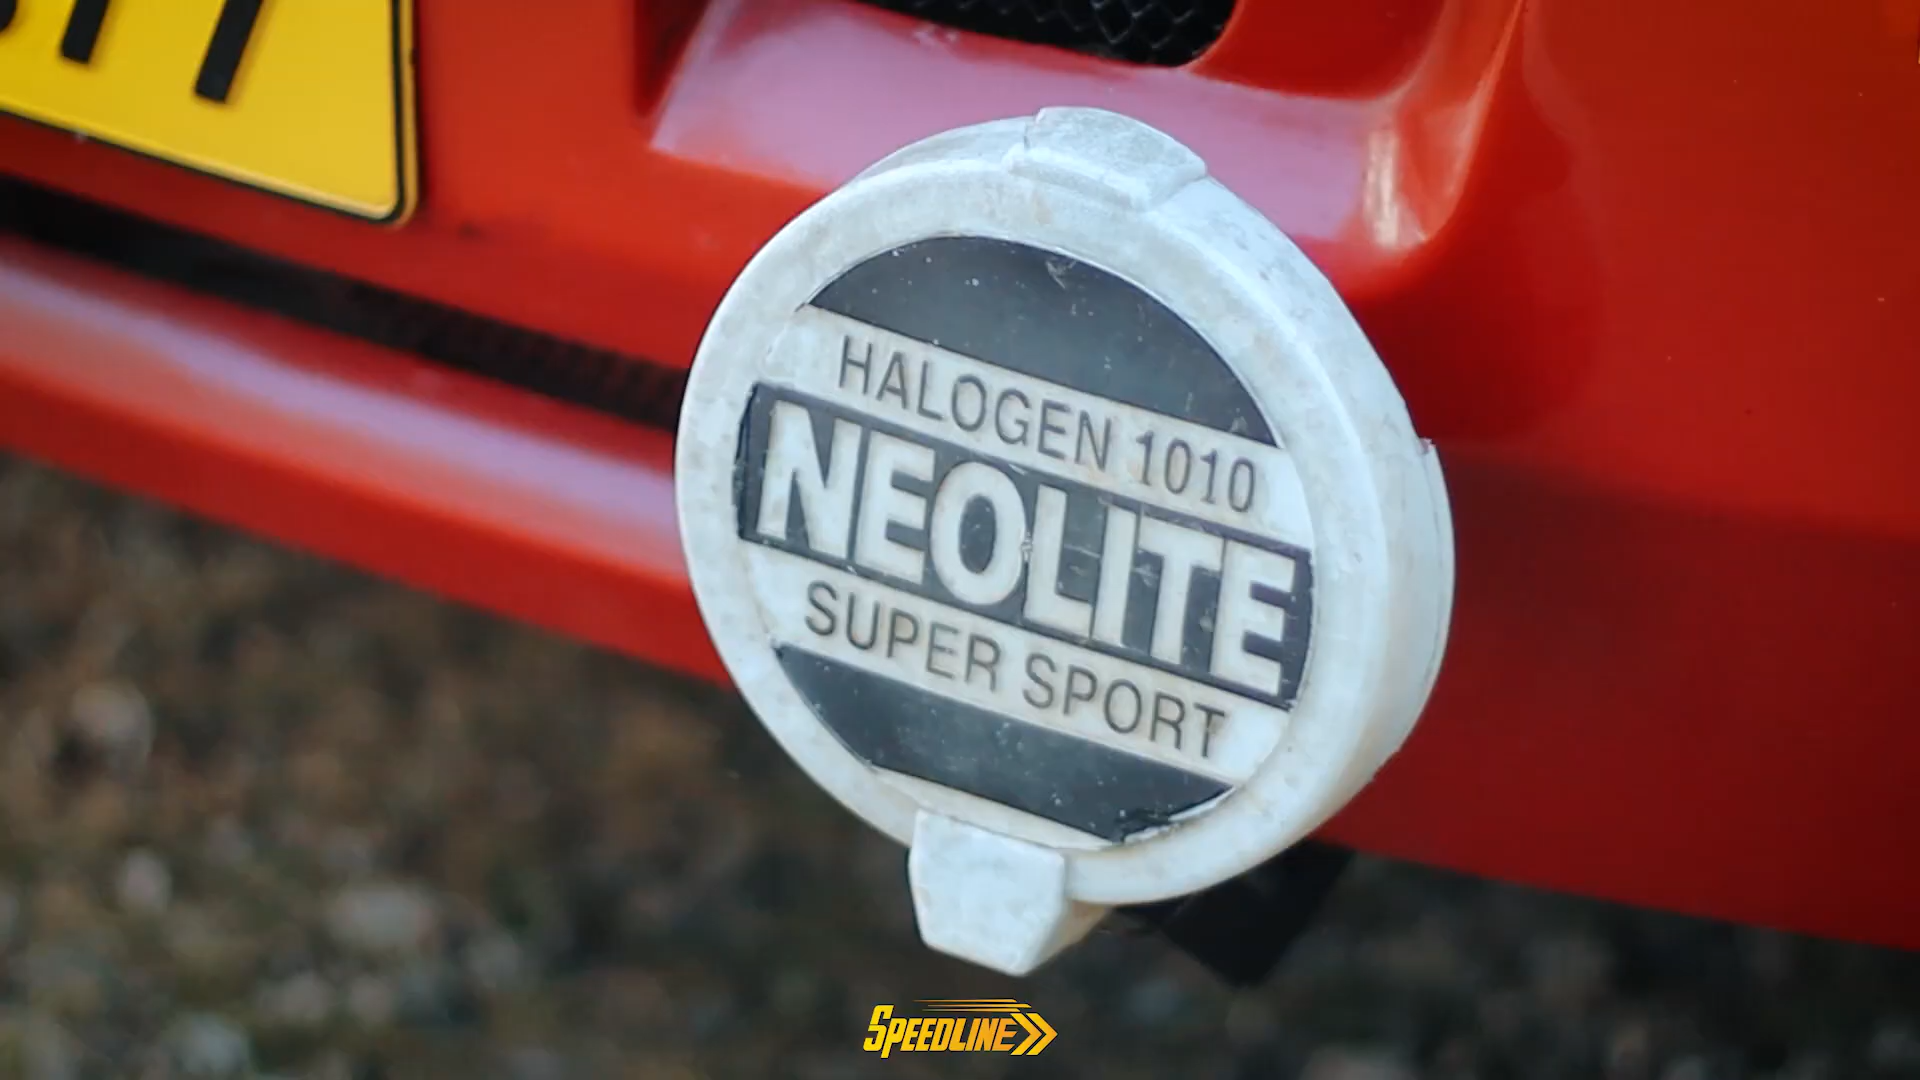 HALOGEN 1010
NEOLITE
SUPER SPORT
SPEEDLINE